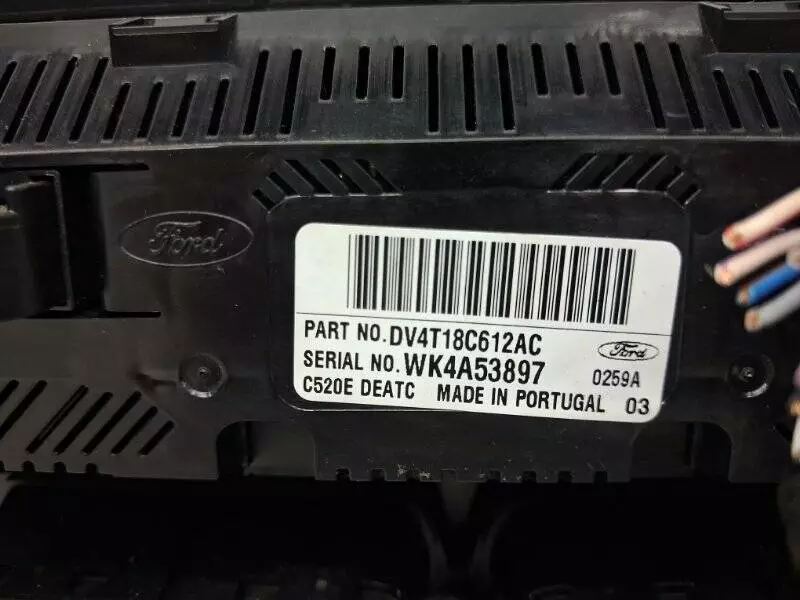 Ford
PART NO. DV4T18C612AC
Ford
SERIAL NO. WK4A53897
0259A
C520E DEATC MADE IN PORTUGAL 03